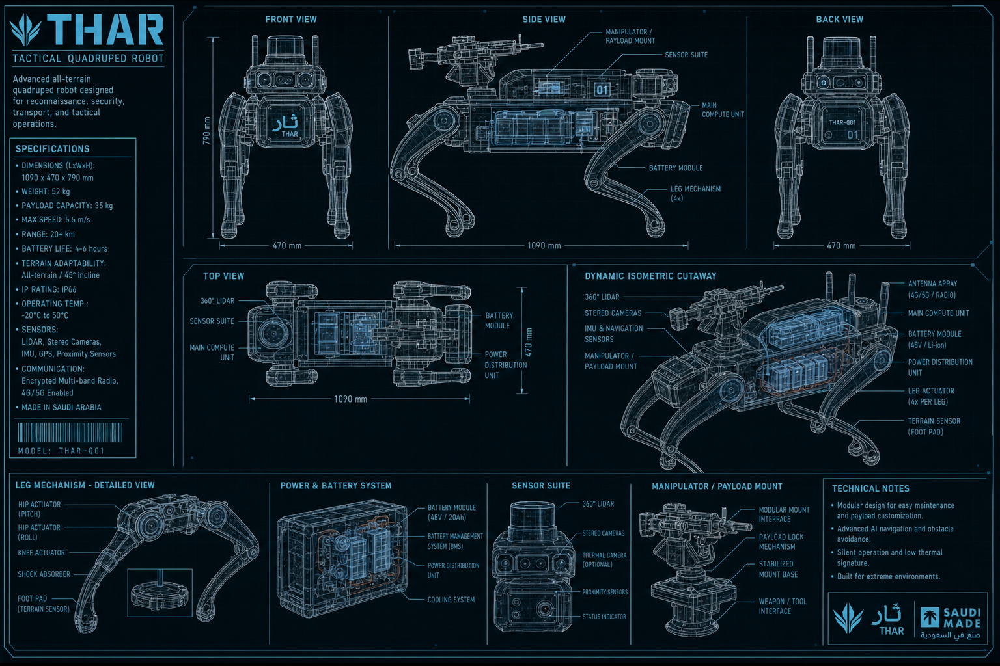 THAR
TACTICAL QUADRUPED ROBOT
Advanced all-terrain
quadruped robot designed
for reconnaissance, security,
transport, and tactical
operations.
SPECIFICATIONS
• DIMENSIONS (LxWxH):
1090 x 470 x 790 mm
• WEIGHT: 52 kg
• PAYLOAD CAPACITY: 35 kg
• MAX SPEED: 5.5 m/s
• RANGE: 20+ km
• BATTERY LIFE: 4-6 hours
• TERRAIN ADAPTABILITY:
All-terrain / 45° incline
• IP RATING: IP66
• OPERATING TEMP.:
-20°C to 50°C
• SENSORS:
LIDAR, Stereo Cameras,
IMU, GPS, Proximity Sensors
• COMMUNICATION:
Encrypted Multi-band Radio,
4G/5G Enabled
• MADE IN SAUDI ARABIA
MODEL: THAR-Q01
FRONT VIEW
790 mm
ثار
THAR
470 mm
SIDE VIEW
MANIPULATOR /
PAYLOAD MOUNT
SENSOR SUITE
01
MAIN
COMPUTE UNIT
BATTERY MODULE
LEG MECHANISM
(4x)
1090 mm
BACK VIEW
THAR-Q01
01
470 mm
TOP VIEW
360° LIDAR
SENSOR SUITE
MAIN COMPUTE
UNIT
BATTERY
MODULE
POWER
DISTRIBUTION
UNIT
470 mm
1090 mm
DYNAMIC ISOMETRIC CUTAWAY
360° LIDAR
STEREO CAMERAS
IMU & NAVIGATION
SENSORS
MANIPULATOR /
PAYLOAD MOUNT
ANTENNA ARRAY
(4G/5G / RADIO)
MAIN COMPUTE UNIT
BATTERY MODULE
(48V / Li-ion)
POWER DISTRIBUTION
UNIT
LEG ACTUATOR
(4x PER LEG)
TERRAIN SENSOR
(FOOT PAD)
LEG MECHANISM - DETAILED VIEW
HIP ACTUATOR
(PITCH)
HIP ACTUATOR
(ROLL)
KNEE ACTUATOR
SHOCK ABSORBER
FOOT PAD
(TERRAIN SENSOR)
POWER & BATTERY SYSTEM
BATTERY MODULE
(48V / 20Ah)
BATTERY MANAGEMENT
SYSTEM (BMS)
POWER DISTRIBUTION
UNIT
COOLING SYSTEM
SENSOR SUITE
360° LIDAR
STEREO CAMERAS
THERMAL CAMERA
(OPTIONAL)
PROXIMITY SENSORS
STATUS INDICATOR
MANIPULATOR / PAYLOAD MOUNT
MODULAR MOUNT
INTERFACE
PAYLOAD LOCK
MECHANISM
STABILIZED
MOUNT BASE
WEAPON / TOOL
INTERFACE
TECHNICAL NOTES
• Modular design for easy maintenance
and payload customization.
• Advanced AI navigation and obstacle
avoidance.
• Silent operation and low thermal
signature.
• Built for extreme environments.
ثار
THAR
SAUDI
MADE
صنع في السعودية